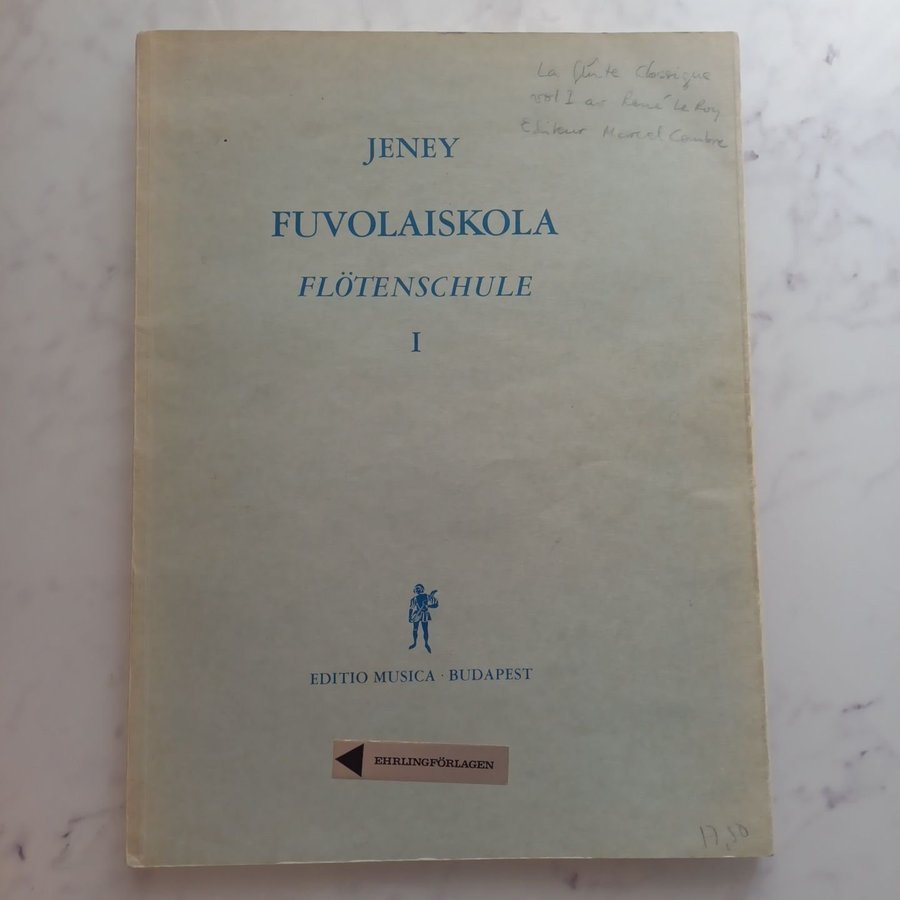 La flûte Classique
vol I av René Le Roy
Editeur Marcel Combre
JENEY
FUVOLAISKOLA
FLÖTENSCHULE
I
EDITIO MUSICA · BUDAPEST
EHRLINGFÖRLAGEN
17,50